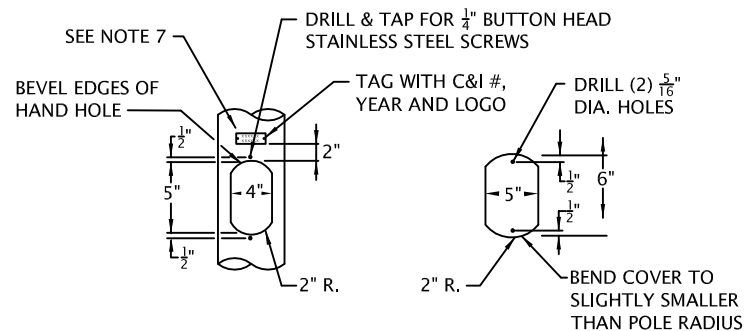 DRILL & TAP FOR 1/4" BUTTON HEAD
STAINLESS STEEL SCREWS
SEE NOTE 7
TAG WITH C&I #,
YEAR AND LOGO
BEVEL EDGES OF
HAND HOLE
DRILL (2) 5/16"
DIA. HOLES
1/2"
2"
5"
4"
1/2"
2" R.
5"
1/2"
6"
1/2"
2" R.
BEND COVER TO
SLIGHTLY SMALLER
THAN POLE RADIUS